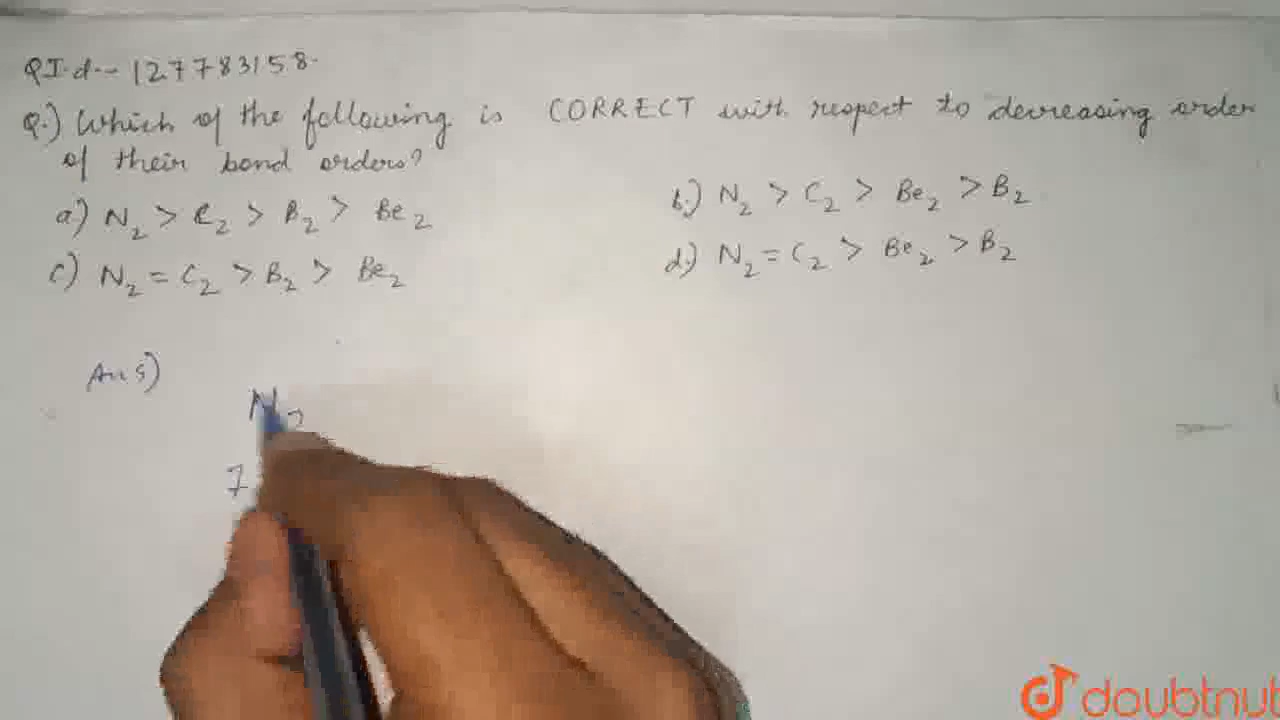 QI.d-- 127783158.
Q.) Which of the following is CORRECT with respect to decreasing order
of their bond orders?
a.) N₂ > C₂ > B₂ > Be₂
b.) N₂ > C₂ > Be₂ > B₂
c) N₂ = C₂ > B₂ > Be₂
d.) N₂ = C₂ > Be₂ > B₂
Ans)
N₂
7
doubtnut